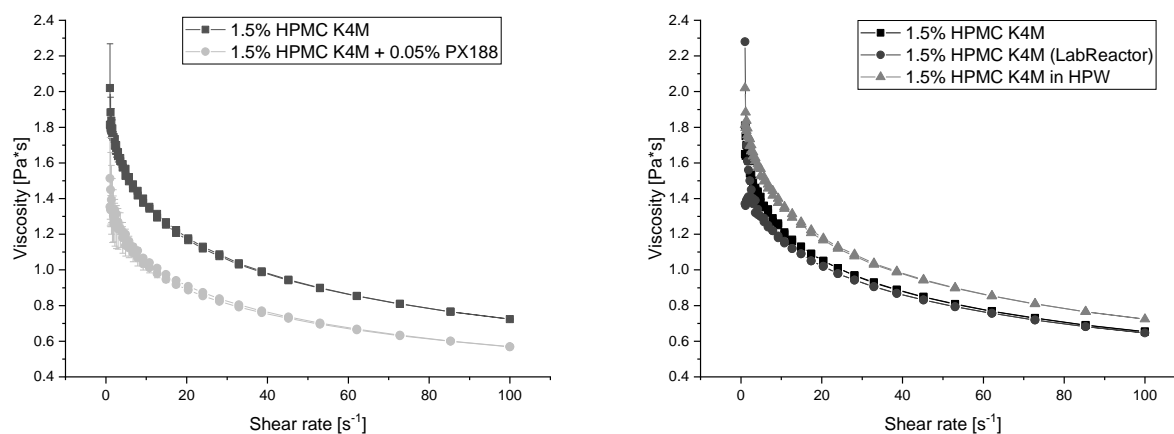 2.4
2.2
2.0
1.8
1.6
1.4
1.2
1.0
0.8
0.6
0.4
Viscosity [Pa*s]
1.5% HPMC K4M
1.5% HPMC K4M + 0.05% PX188
0 20 40 60 80 100
Shear rate [s-1]
2.4
2.2
2.0
1.8
1.6
1.4
1.2
1.0
0.8
0.6
0.4
Viscosity [Pa*s]
1.5% HPMC K4M
1.5% HPMC K4M (LabReactor)
1.5% HPMC K4M in HPW
0 20 40 60 80 100
Shear rate [s-1]